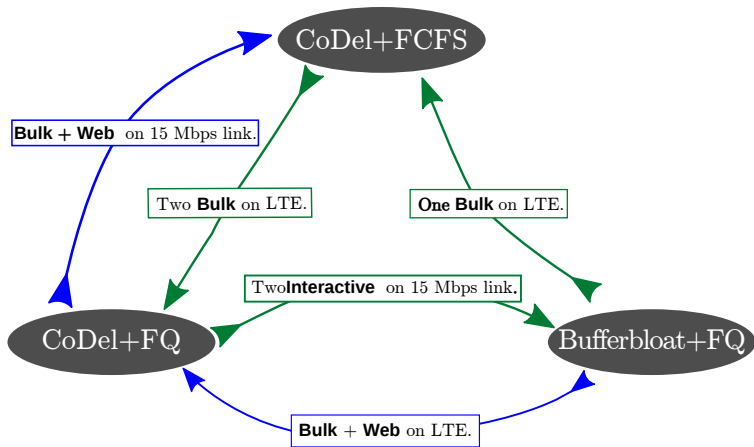 CoDel+FCFS
Bulk + Web on 15 Mbps link.
Two Bulk on LTE.
One Bulk on LTE.
TwoInteractive on 15 Mbps link.
CoDel+FQ
Bufferbloat+FQ
Bulk + Web on LTE.